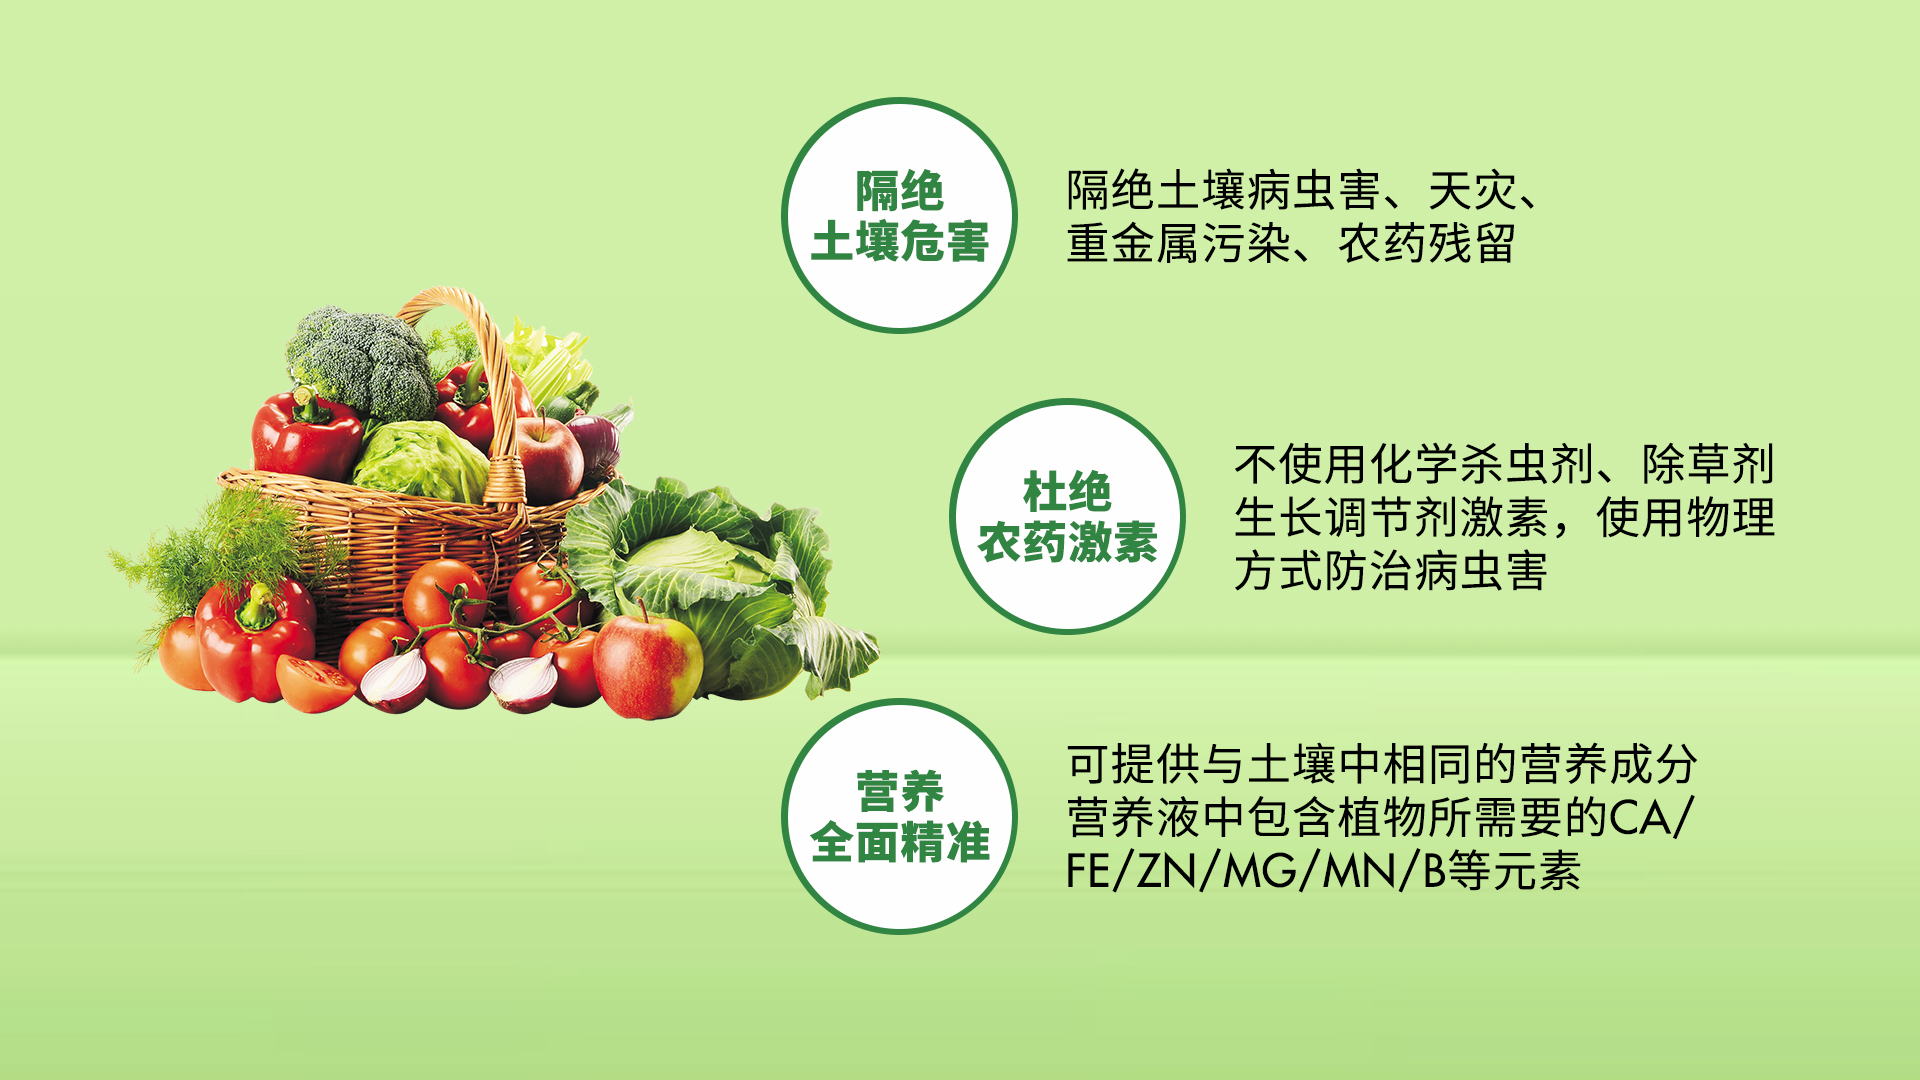 隔绝
土壤危害
隔绝土壤病虫害、天灾、
重金属污染、农药残留
杜绝
农药激素
不使用化学杀虫剂、除草剂
生长调节剂激素，使用物理
方式防治病虫害
营养
全面精准
可提供与土壤中相同的营养成分
营养液中包含植物所需要的CA/
FE/ZN/MG/MN/B等元素